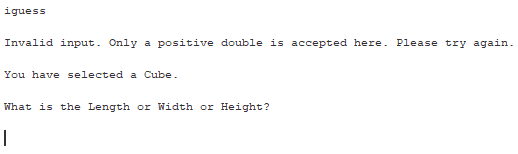 iguess
Invalid input. Only a positive double is accepted here. Please try again.
You have selected a Cube.
What is the Length or Width or Height?